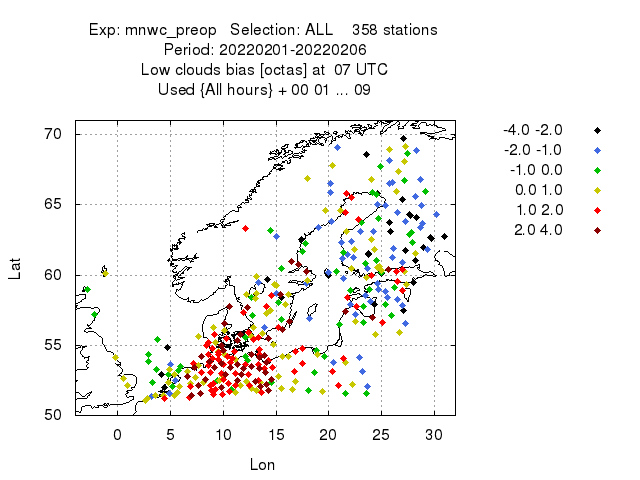 Exp: mnwc_preop   Selection: ALL    358 stations
Period: 20220201-20220206
Low clouds bias [octas] at  07 UTC
Used {All hours} + 00 01 ... 09
-4.0 -2.0
-2.0 -1.0
-1.0 0.0
0.0 1.0
1.0 2.0
2.0 4.0
Lat
70
65
60
55
50
0 5 10 15 20 25 30
Lon